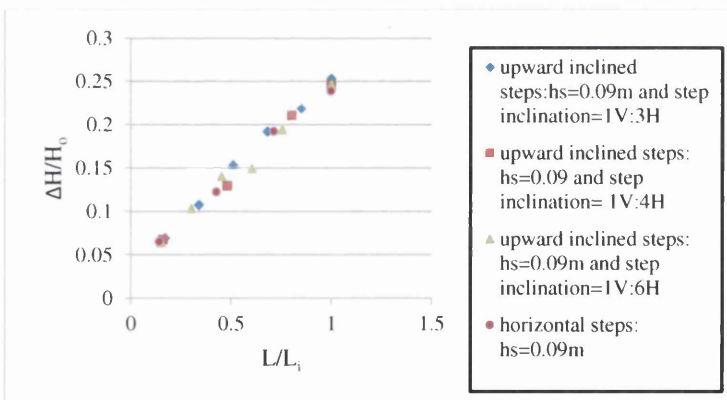 0.3
0.25
0.2
0.15
0.1
0.05
0
ΔH/Ho
0
0.5
1
1.5
L/Li
upward inclined
steps:hs=0.09m and step
inclination=1V:3H
upward inclined steps:
hs=0.09 and step
inclination= 1V:4H
upward inclined steps:
hs=0.09m and step
inclination=1V:6H
horizontal steps:
hs=0.09m